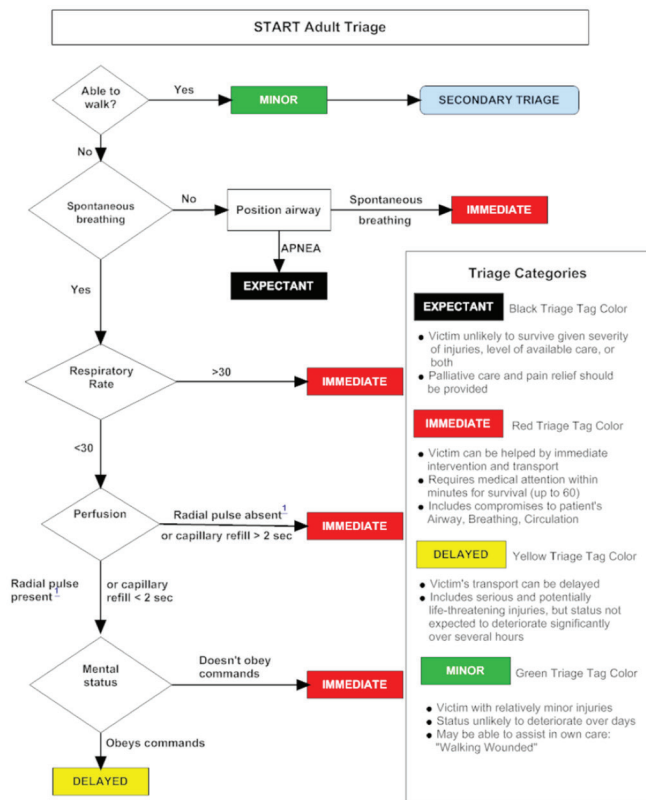 START Adult Triage
Able to
walk?
Yes
MINOR
SECONDARY TRIAGE
No
Spontaneous
breathing
No
Position airway
Spontaneous
breathing
IMMEDIATE
APNEA
EXPECTANT
Yes
Respiratory
Rate
>30
IMMEDIATE
<30
Perfusion
Radial pulse absent1
or capillary refill > 2 sec
IMMEDIATE
Radial pulse
present1
or capillary
refill < 2 sec
Mental
status
Doesn't obey
commands
IMMEDIATE
Obeys commands
DELAYED
Triage Categories
EXPECTANT Black Triage Tag Color
• Victim unlikely to survive given severity
of injuries, level of available care, or
both
• Palliative care and pain relief should
be provided
IMMEDIATE Red Triage Tag Color
• Victim can be helped by immediate
intervention and transport
• Requires medical attention within
minutes for survival (up to 60)
• Includes compromises to patient's
Airway, Breathing, Circulation
DELAYED Yellow Triage Tag Color
• Victim's transport can be delayed
• Includes serious and potentially
life-threatening injuries, but status not
expected to deteriorate significantly
over several hours
MINOR Green Triage Tag Color
• Victim with relatively minor injuries
• Status unlikely to deteriorate over days
• May be able to assist in own care:
"Walking Wounded"